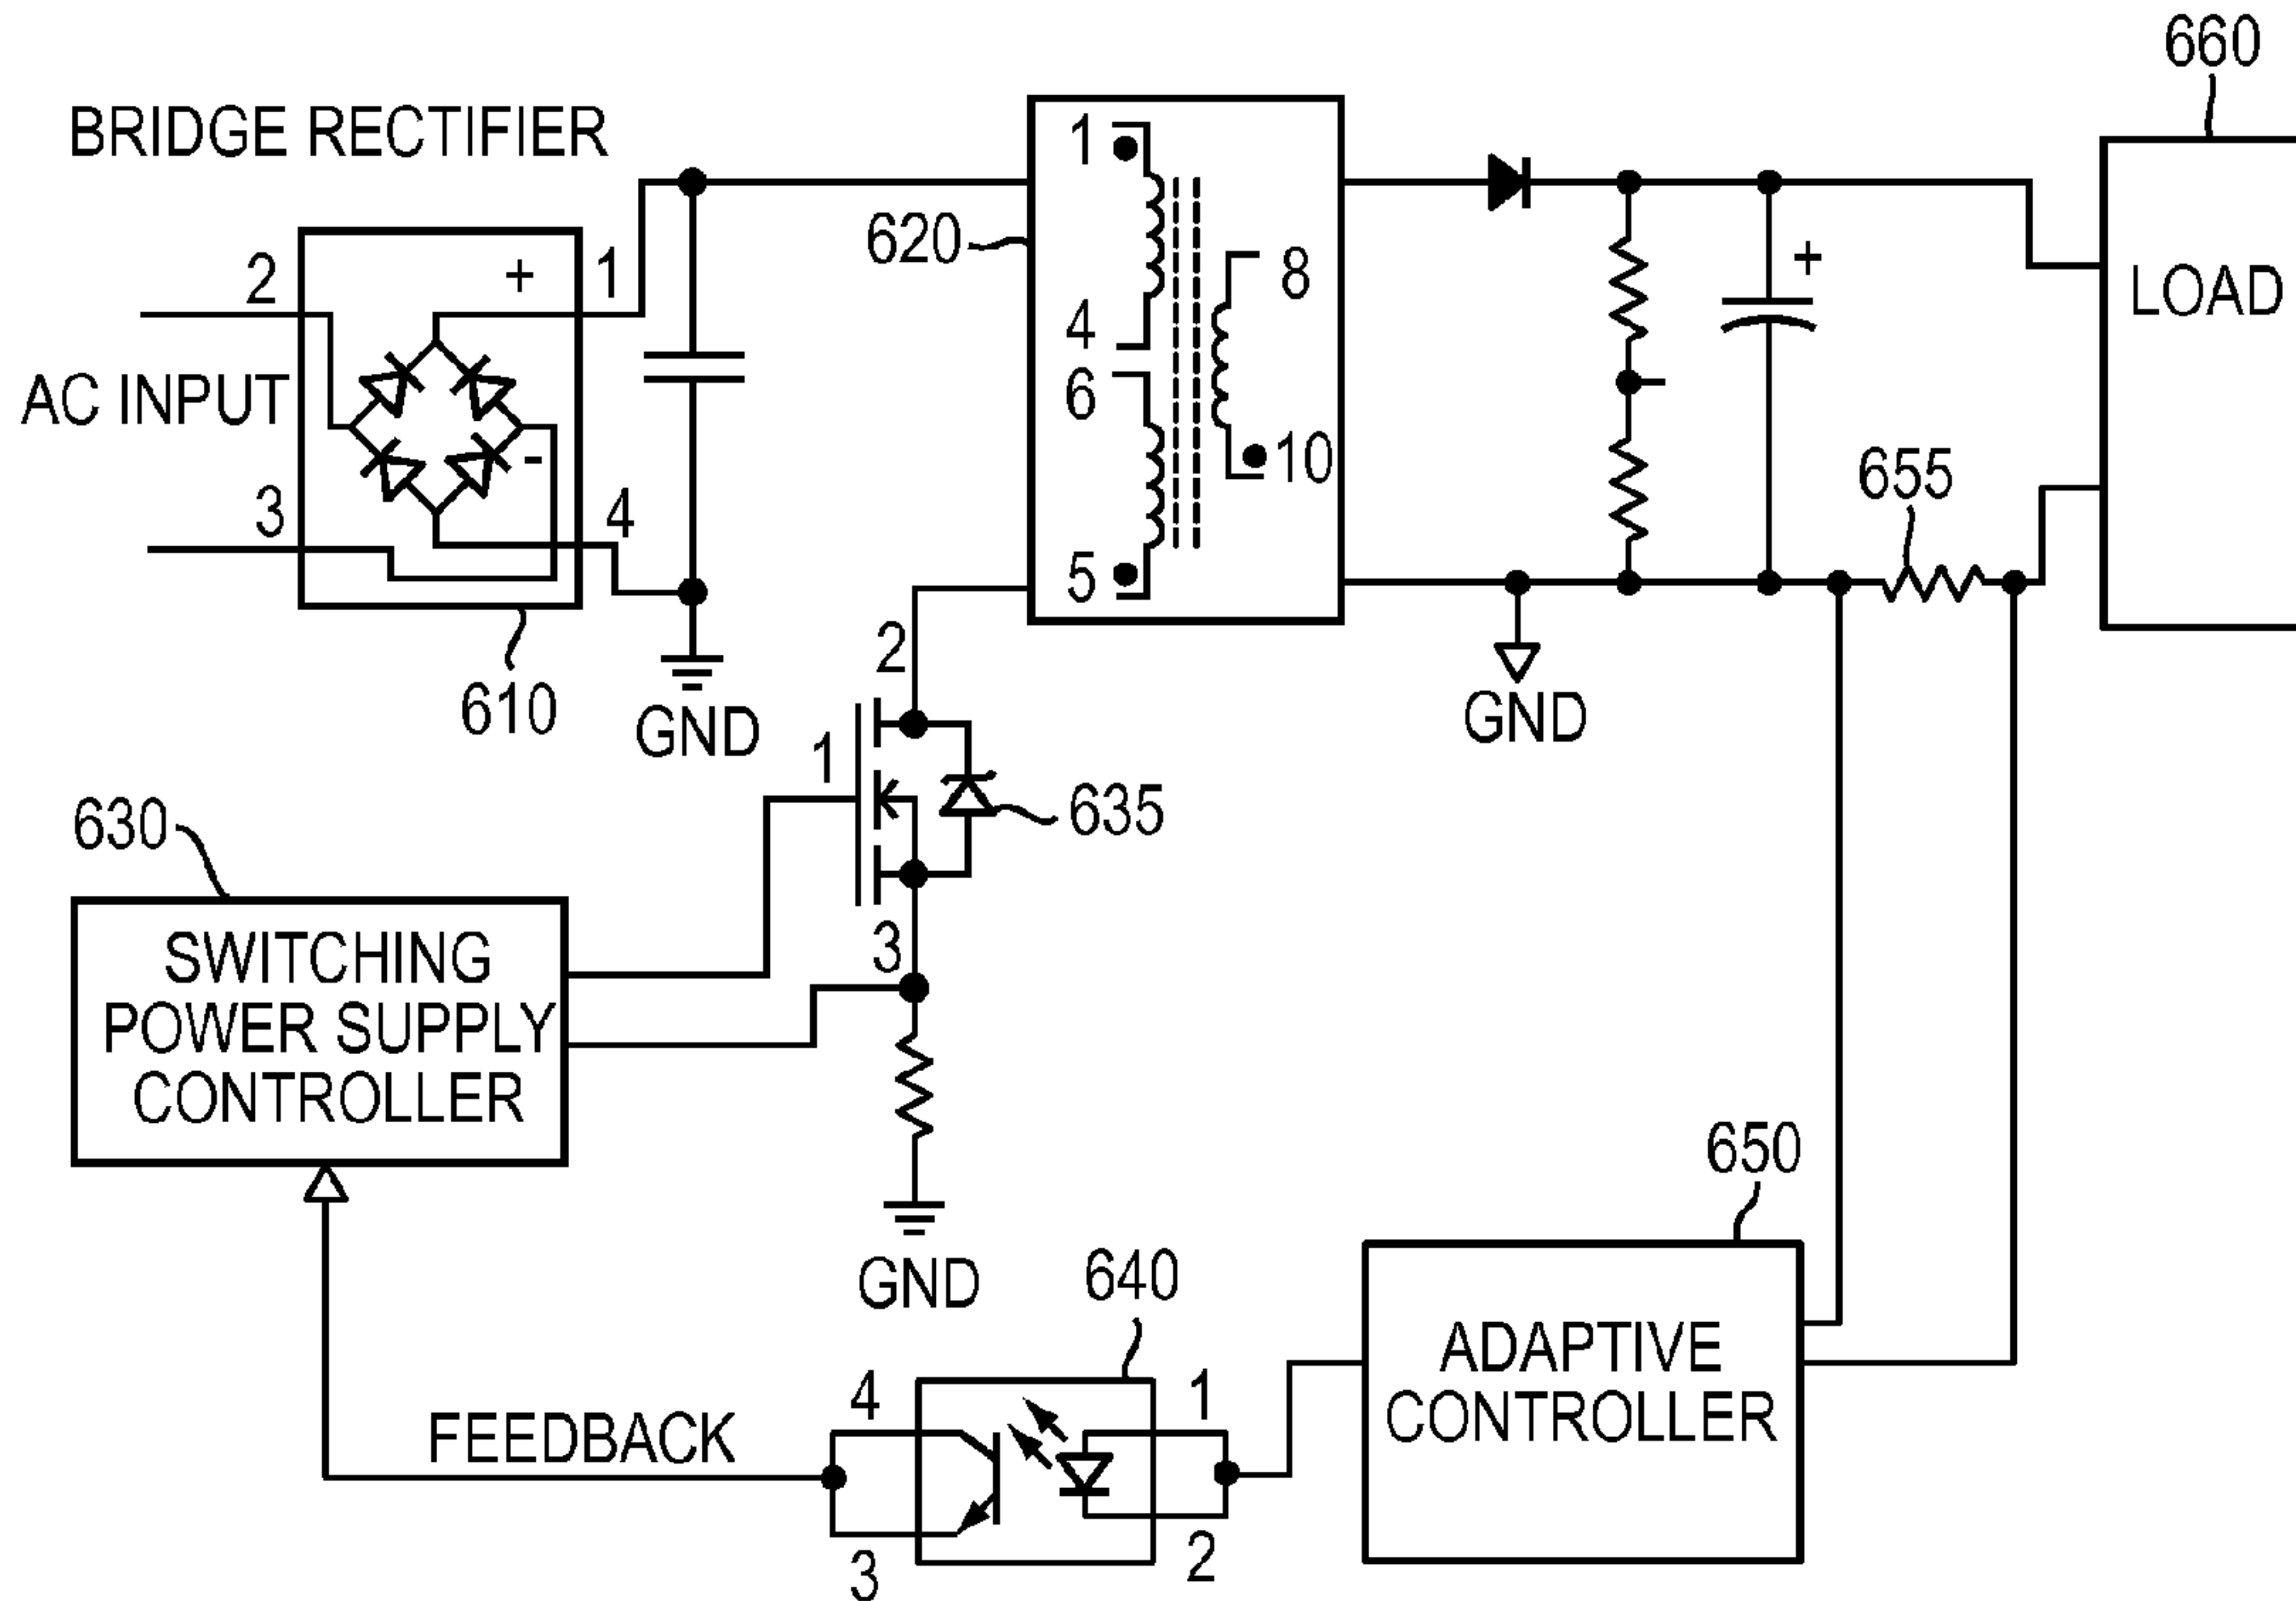 660
BRIDGE RECTIFIER
1
620
2
+
1
8
+
LOAD
4
6
AC INPUT
10
-
655
3
4
5
2
610
GND
GND
1
635
630
3
SWITCHING
POWER SUPPLY
CONTROLLER
650
GND
640
ADAPTIVE
CONTROLLER
4
1
FEEDBACK
3
2